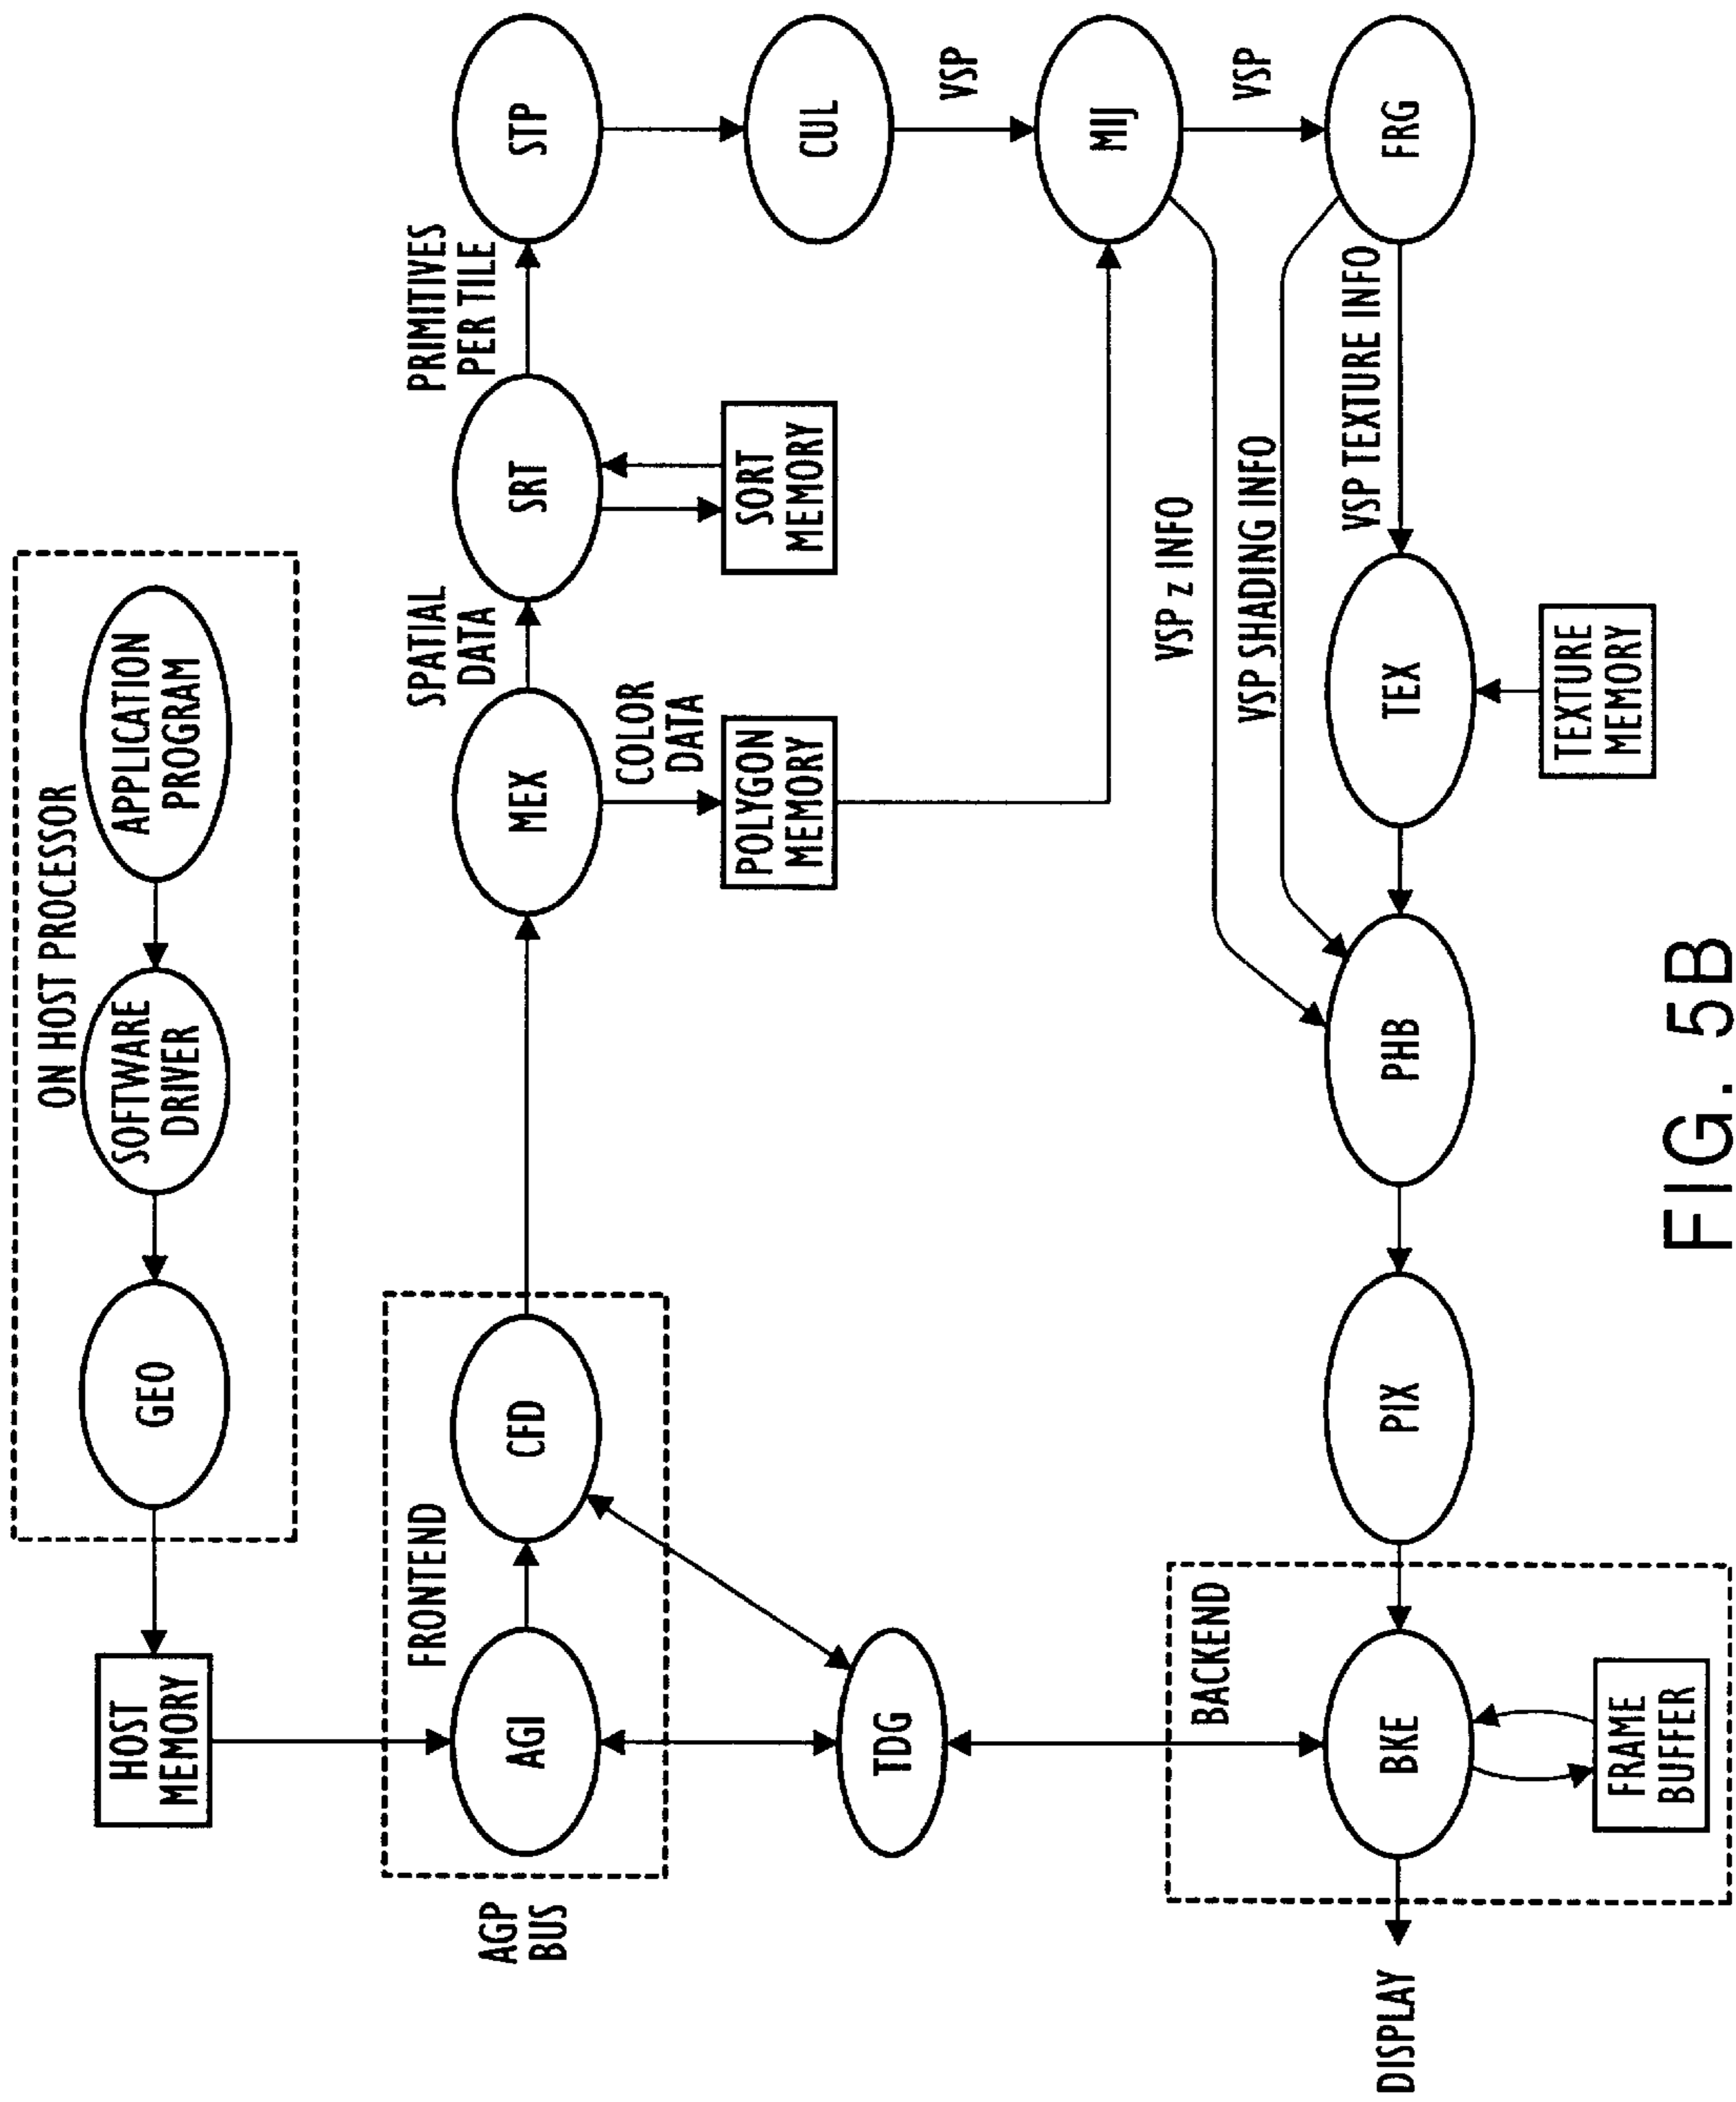 ON HOST PROCESSOR
APPLICATION
PROGRAM
SOFTWARE
DRIVER
GEO
HOST
MEMORY
AGP
BUS
FRONTEND
AGI
CFD
MEX
SPATIAL
DATA
COLOR
DATA
POLYGON
MEMORY
SRT
SORT
MEMORY
PRIMITIVES
PER TILE
STP
CUL
VSP
MIJ
VSP
FRG
VSP z INFO
VSP SHADING INFO
VSP TEXTURE INFO
TEX
TEXTURE
MEMORY
PHB
PIX
TDG
BACKEND
BKE
FRAME
BUFFER
DISPLAY
FIG. 5B